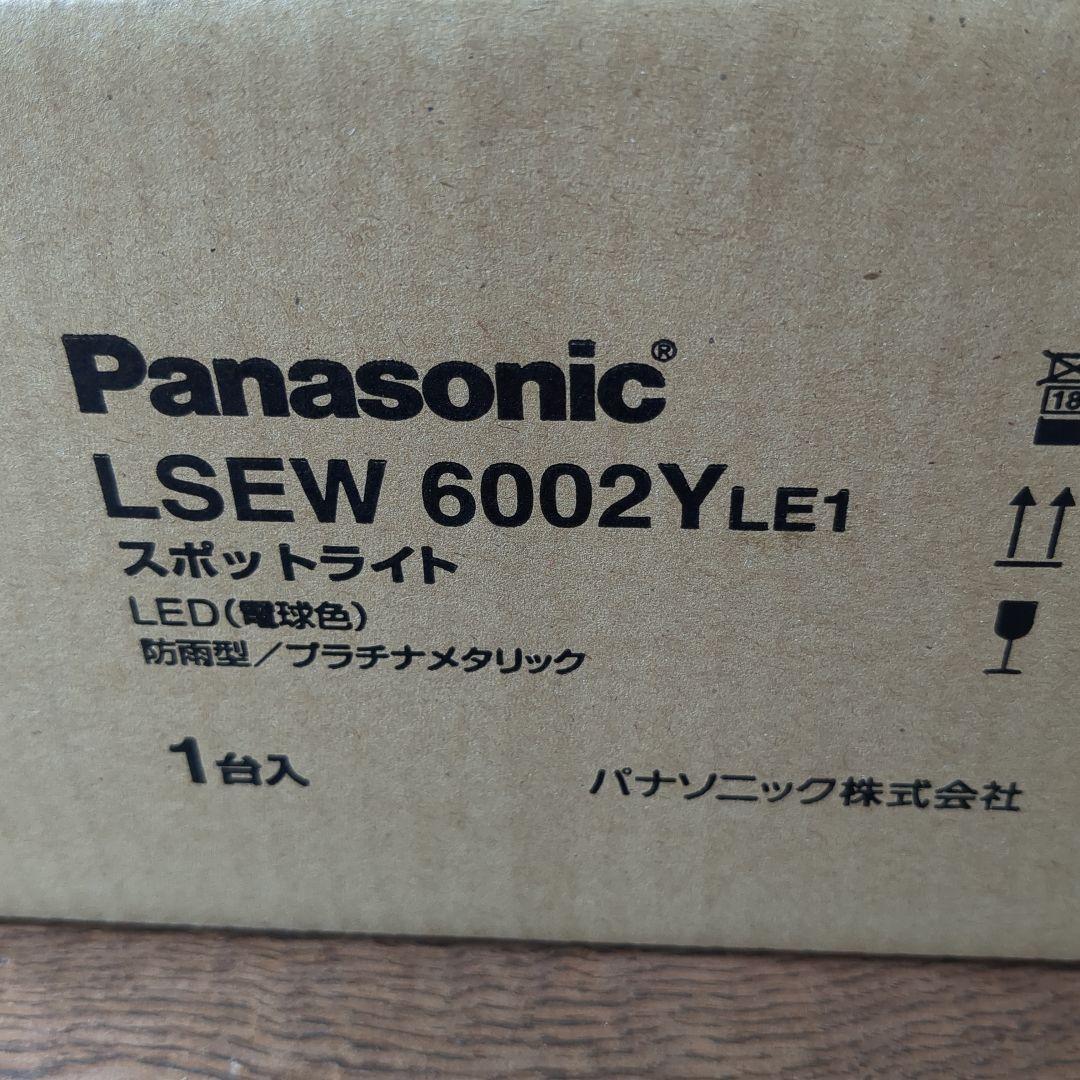 Panasonic®
LSEW 6002YLE1
スポットライト
LED(電球色)
防雨型/プラチナメタリック
1台入
パナソニック株式会社
18